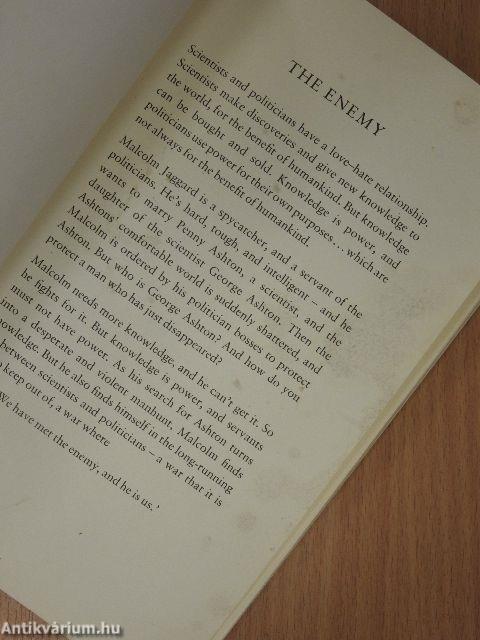 THE ENEMY
Scientists and politicians have a love–hate relationship.
Scientists make discoveries and give new knowledge to
the world, for the benefit of humankind. But knowledge
can be bought and sold. Knowledge is power, and
politicians use power for their own purposes... which are
not always for the benefit of humankind.
Malcolm Jaggard is a spycatcher, and a servant of the
politicians. He's hard, tough, and intelligent – and he
wants to marry Penny Ashton, a scientist, and the
daughter of the scientist George Ashton. Then the
Ashtons' comfortable world is suddenly shattered, and
Malcolm is ordered by his politician bosses to protect
Ashton. But who is George Ashton? And how do you
protect a man who has just disappeared?
Malcolm needs more knowledge, and he can't get it. So
he fights for it. But knowledge is power, and servants
must not have power. As his search for Ashton turns
into a desperate and violent manhunt, Malcolm finds
nowledge. But he also finds himself in the long-running
between scientists and politicians – a war that it is
keep out of, a war where
We have met the enemy, and he is us.'
Antikvárium.hu